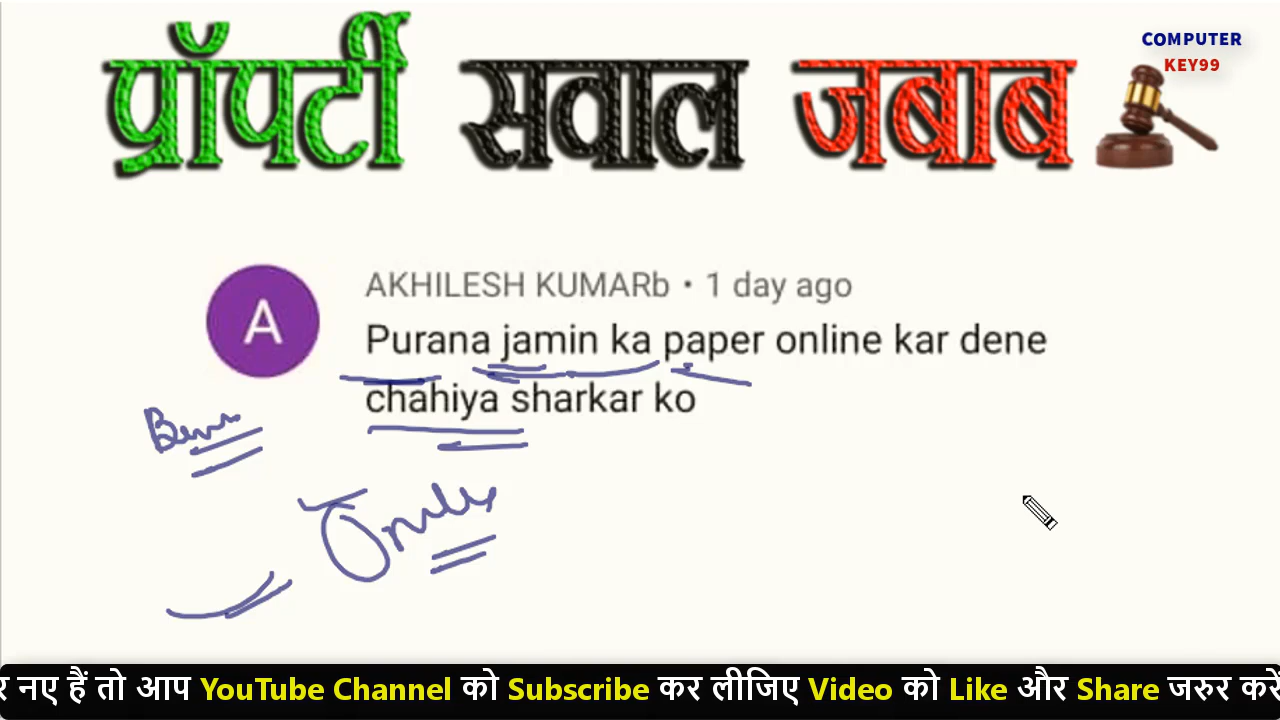 COMPUTER
KEY99
प्रॉपर्टी सवाल जबाब
A
AKHILESH KUMARb • 1 day ago
Purana jamin ka paper online kar dene
chahiya sharkar ko
र नए हैं तो आप YouTube Channel को Subscribe कर लीजिए Video को Like और Share जरुर करें